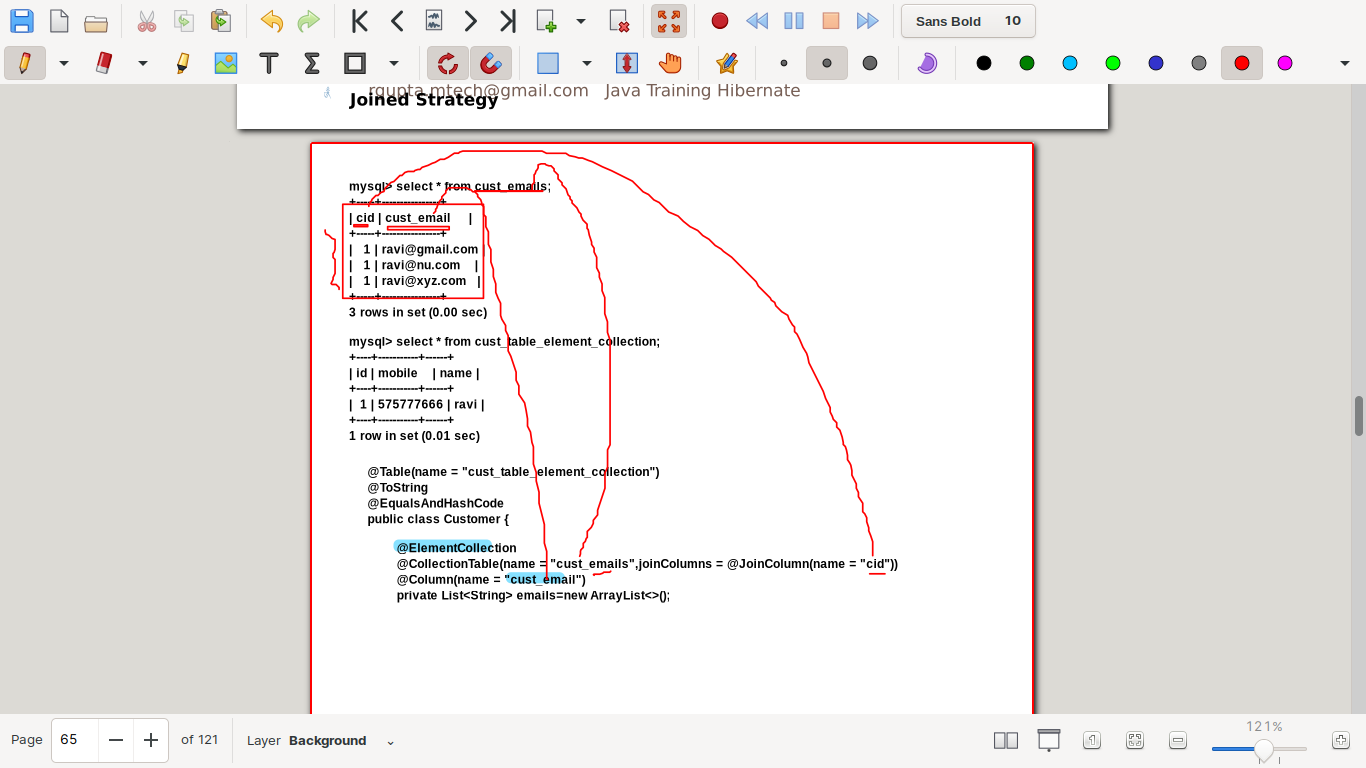 Sans Bold 10
rgupta.mtech@gmail.com Java Training Hibernate
Joined Strategy
mysql> select * from cust_emails;
+-----+----------------+
| cid | cust_email |
+-----+----------------+
| 1 | ravi@gmail.com
| 1 | ravi@nu.com |
| 1 | ravi@xyz.com |
+-----+----------------+
3 rows in set (0.00 sec)
mysql> select * from cust_table_element_collection;
+----+-----------+------+
| id | mobile | name |
+----+-----------+------+
| 1 | 575777666 | ravi |
+----+-----------+------+
1 row in set (0.01 sec)
@Table(name = "cust_table_element_collection")
@ToString
@EqualsAndHashCode
public class Customer {
@ElementCollection
@CollectionTable(name = "cust_emails",joinColumns = @JoinColumn(name = "cid"))
@Column(name = "cust_email")
private List<String> emails=new ArrayList<>();
Page 65 of 121 Layer Background 121%